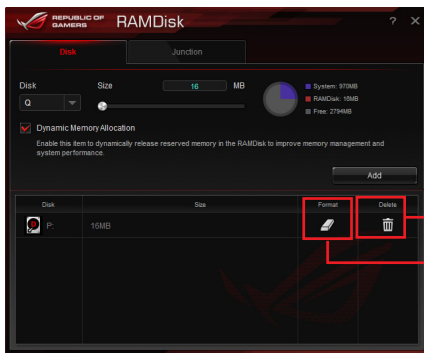 REPUBLIC OF
GAMERS
RAMDisk
? ×
Disk
Junction
Disk
Size
16
MB
Q
System: 970MB
RAMDisk: 16MB
Free: 2794MB
Dynamic Memory Allocation
Enable this item to dynamically release reserved memory in the RAMDisk to improve memory management and
system performance.
Add
Disk
Size
Format
Delete
P:
16MB